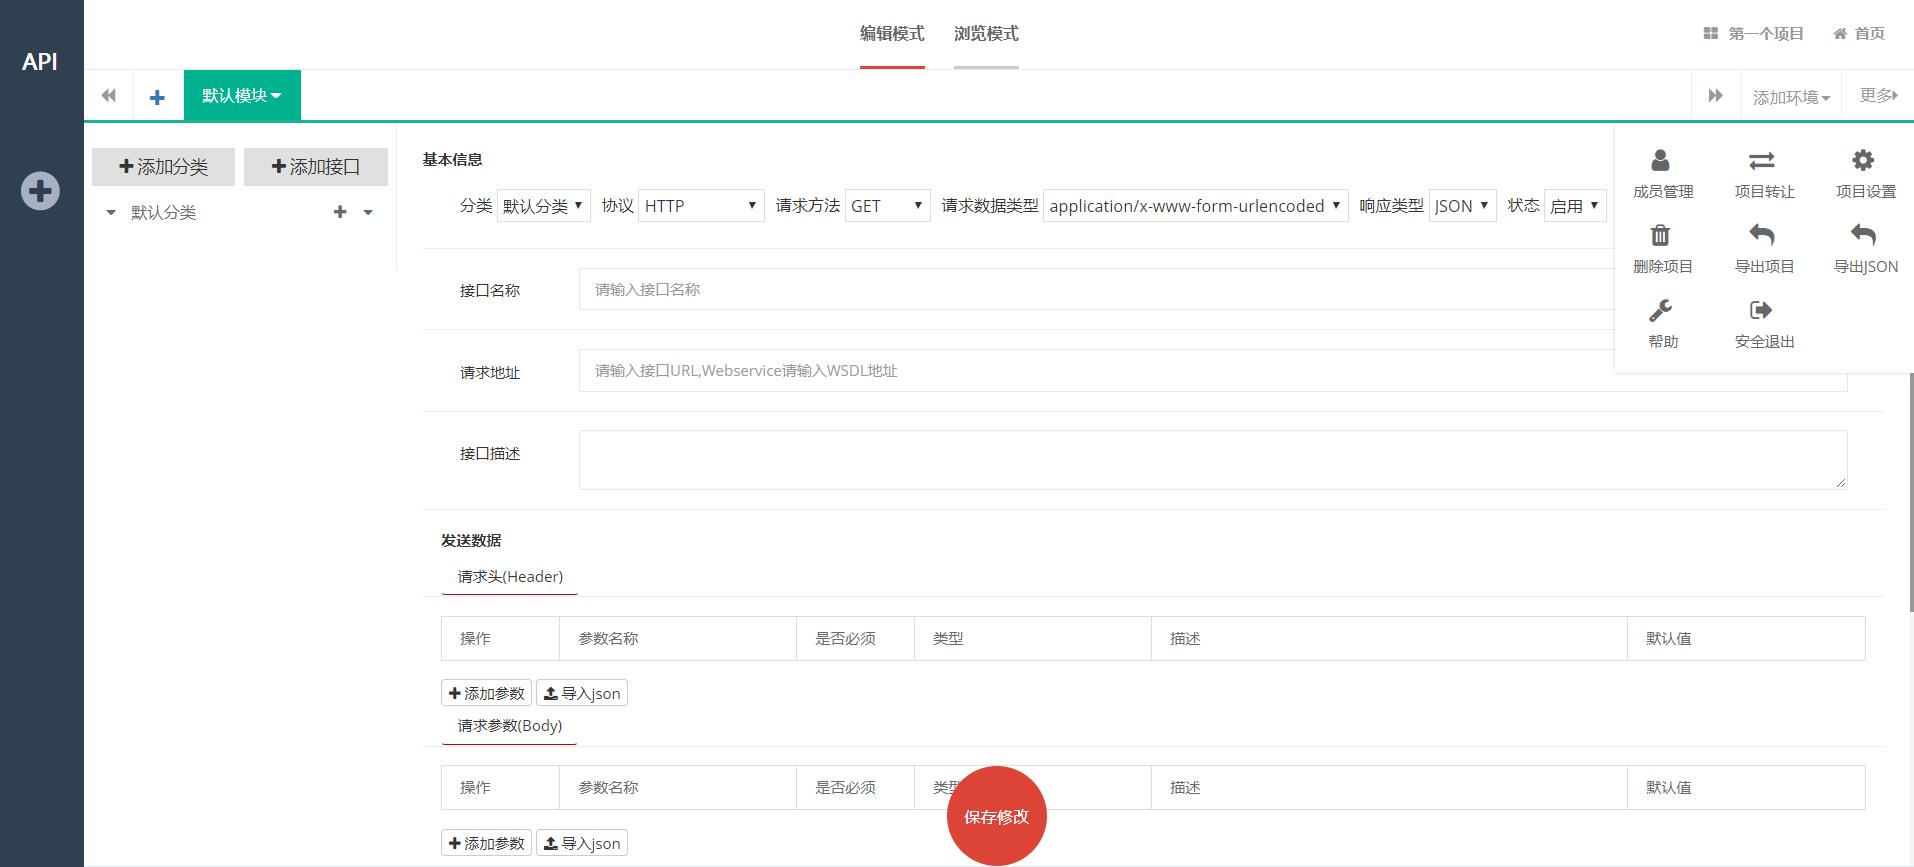 API
编辑模式 浏览模式
第一个项目 首页
默认模块
添加环境 更多
添加分类 添加接口
默认分类
成员管理 项目转让 项目设置
删除项目 导出项目 导出JSON
帮助 安全退出
基本信息
分类 默认分类 协议 HTTP 请求方法 GET 请求数据类型 application/x-www-form-urlencoded 响应类型 JSON 状态 启用
接口名称 请输入接口名称
请求地址 请输入接口URL,Webservice请输入WSDL地址
接口描述
发送数据
请求头(Header)
操作 参数名称 是否必须 类型 描述 默认值
添加参数 导入json
请求参数(Body)
操作 参数名称 是否必须 类型 描述 默认值
保存修改
添加参数 导入json